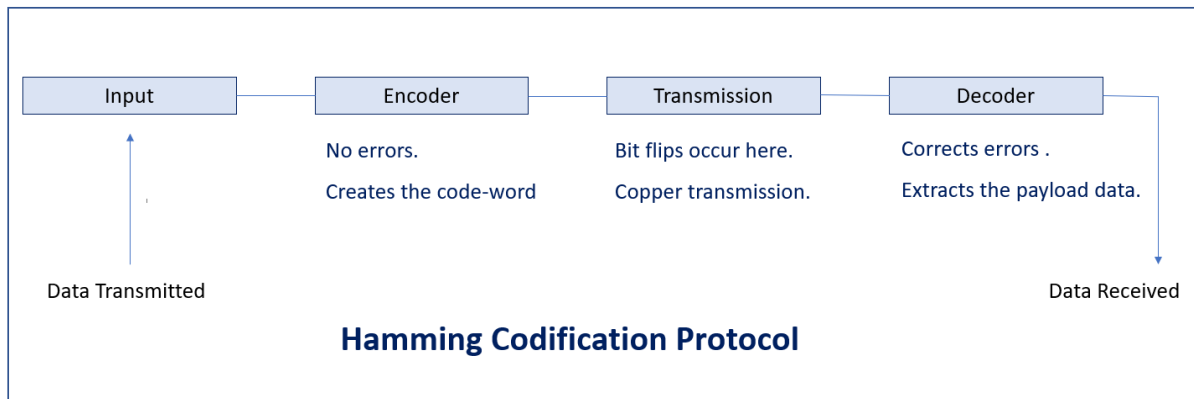 Input
Encoder
Transmission
Decoder
No errors.
Creates the code-word
Bit flips occur here.
Copper transmission.
Corrects errors .
Extracts the payload data.
Data Transmitted
Data Received
Hamming Codification Protocol